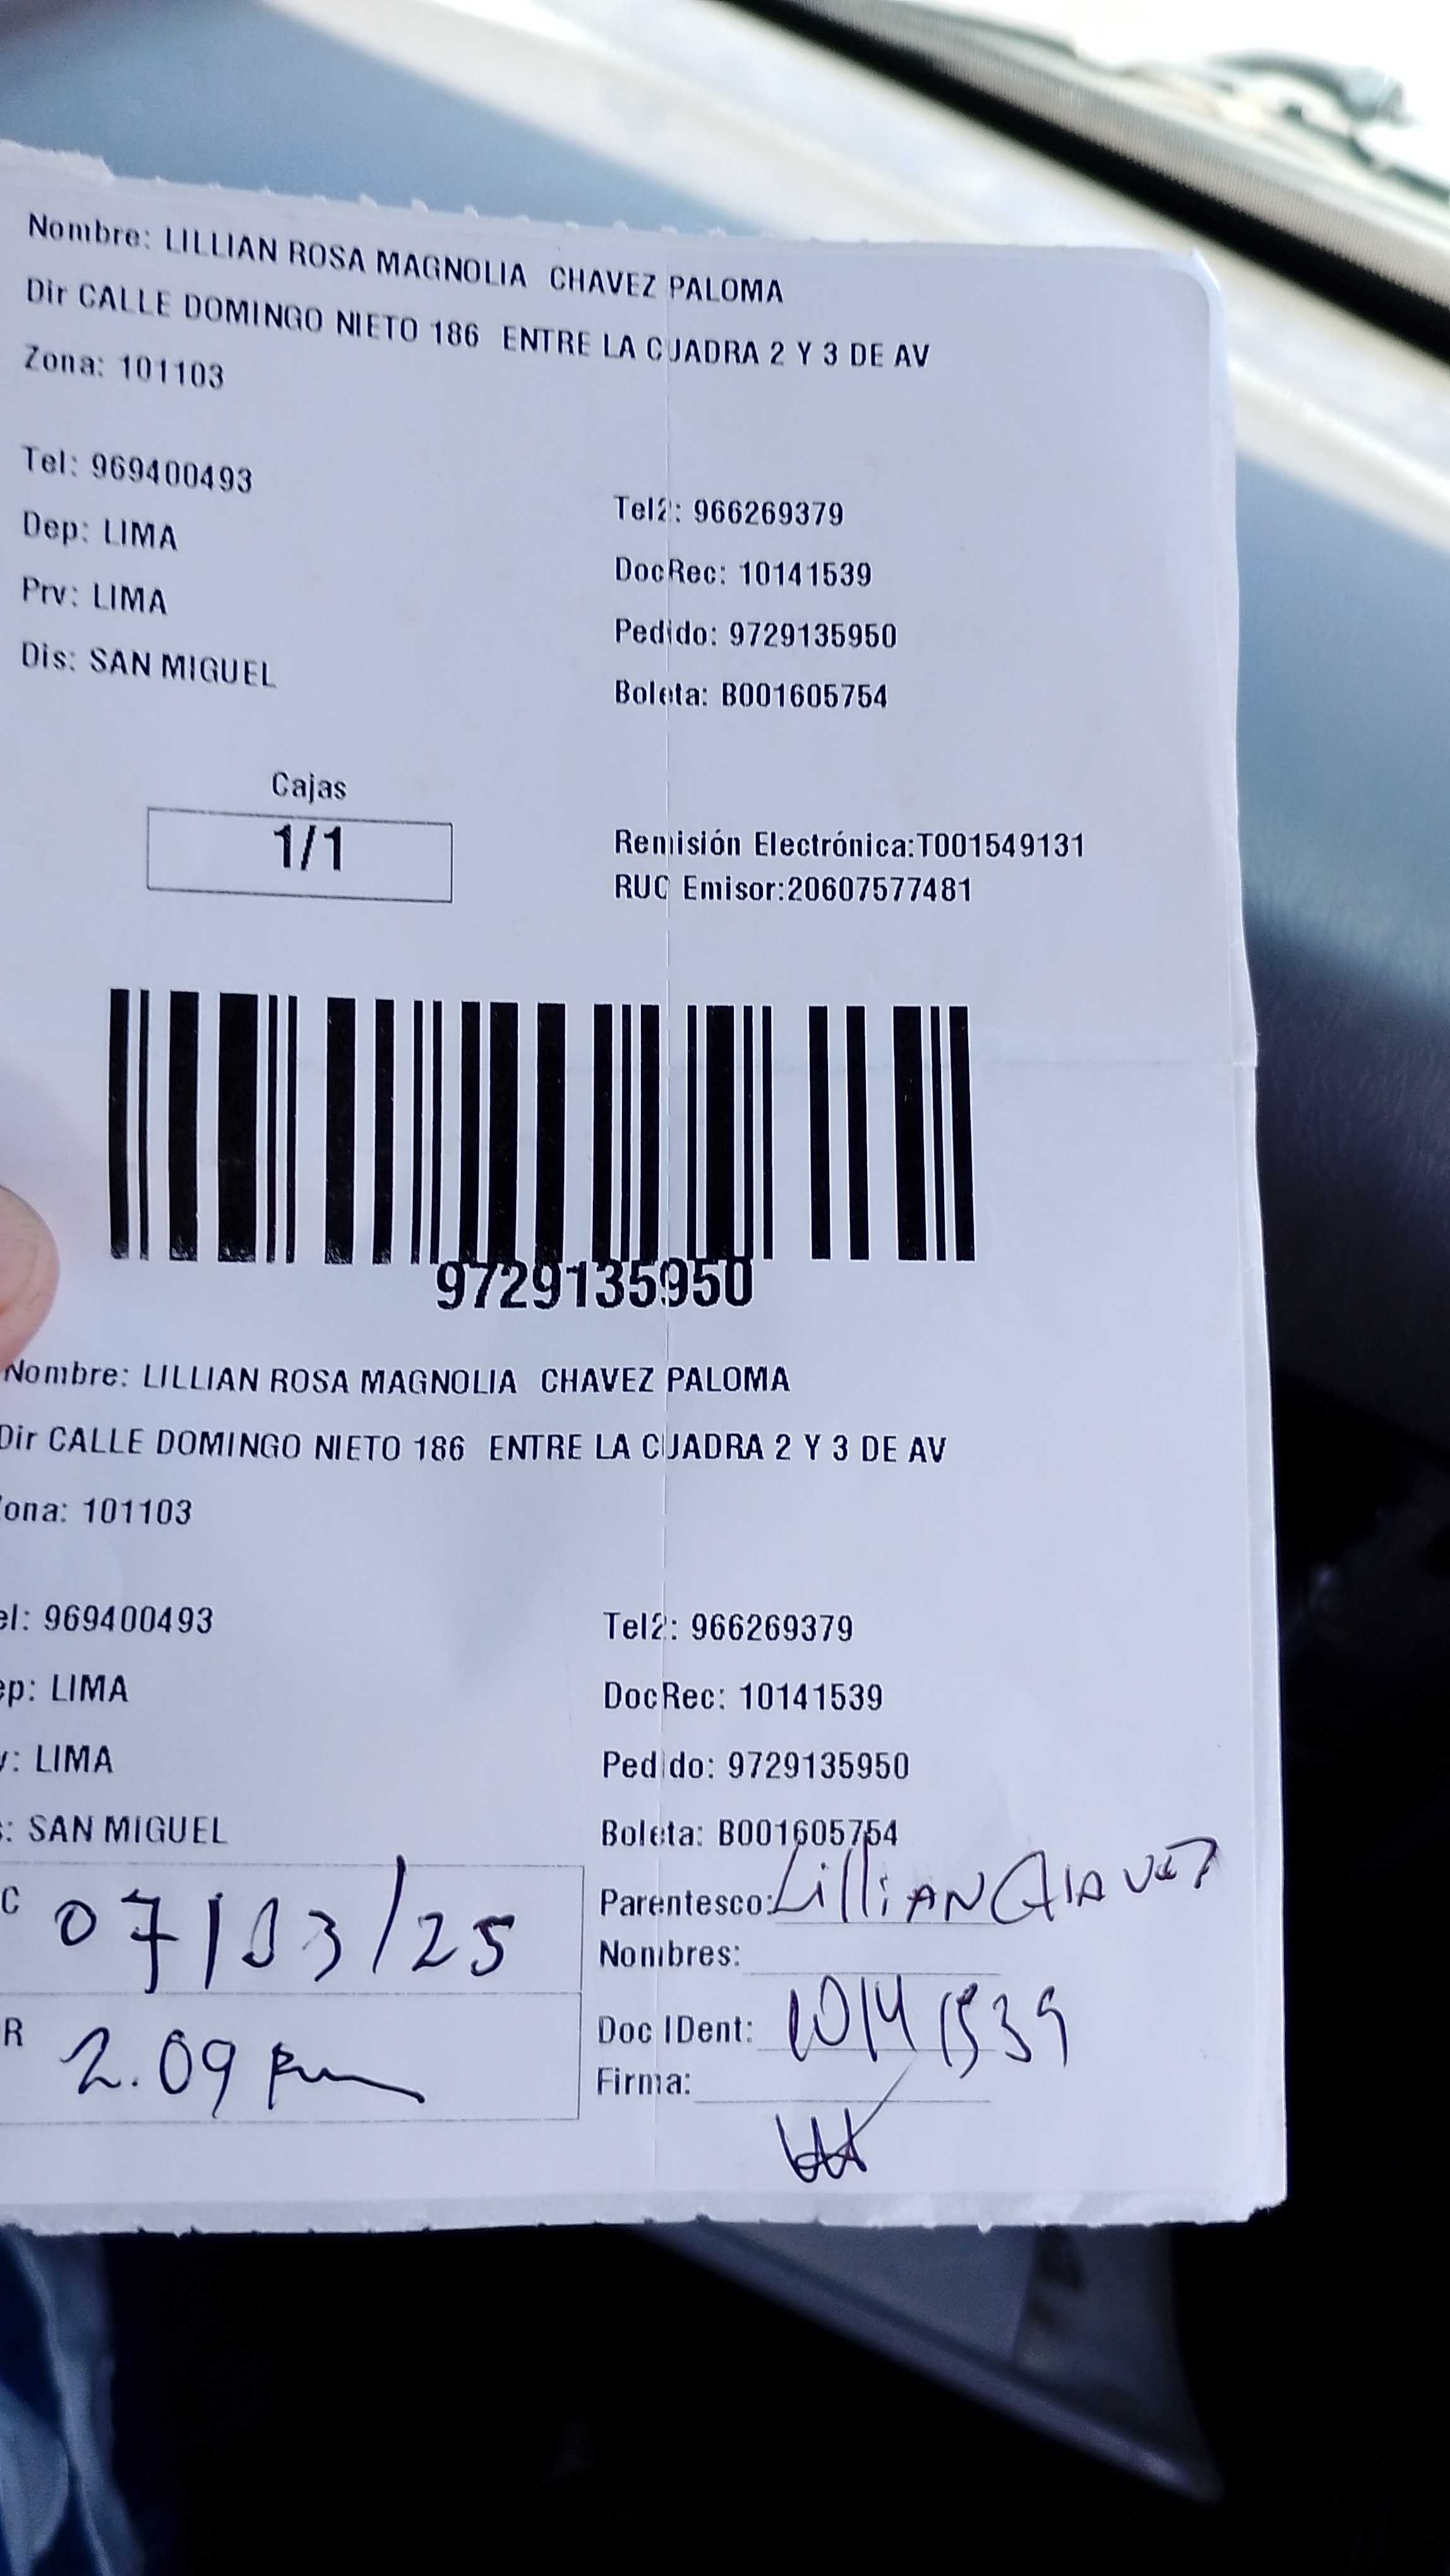 Nombre: LILLIAN ROSA MAGNOLIA CHAVEZ PALOMA
Dir CALLE DOMINGO NIETO 186 ENTRE LA CUADRA 2 Y 3 DE AV
Zona: 101103
Tel: 969400493
Tel2: 966269379
Dep: LIMA
DocRec: 10141539
Prv: LIMA
Pedido: 9729135950
Dis: SAN MIGUEL
Boleta: B001605754
Cajas
1/1
Remisión Electrónica:T001549131
RUC Emisor:20607577481
9729135950
Nombre: LILLIAN ROSA MAGNOLIA CHAVEZ PALOMA
Dir CALLE DOMINGO NIETO 186 ENTRE LA CUADRA 2 Y 3 DE AV
ona: 101103
el: 969400493
Tel2: 966269379
ep: LIMA
DocRec: 10141539
v: LIMA
Pedido: 9729135950
s: SAN MIGUEL
Boleta: B001605754
C 07/03/25
Parentesco: LilliAN CHAVEZ
Nombres:
R 2.09 pm
Doc IDent: 10141539
Firma: